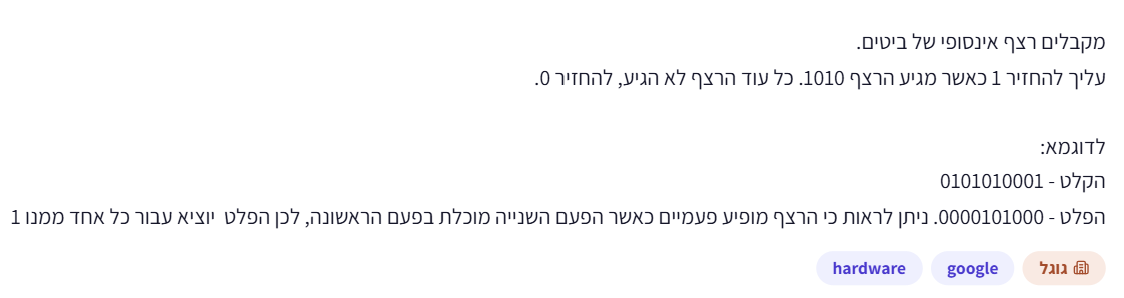 מקבלים רצף אינסופי של ביטים.
עליך להחזיר 1 כאשר מגיע הרצף 1010. כל עוד הרצף לא הגיע, להחזיר 0.
לדוגמא:
הקלט - 0101010001
הפלט - 0000101000. ניתן לראות כי הרצף מופיע פעמיים כאשר הפעם השנייה מוכלת בפעם הראשונה, לכן הפלט יוציא עבור כל אחד ממנו 1
גוגל google hardware